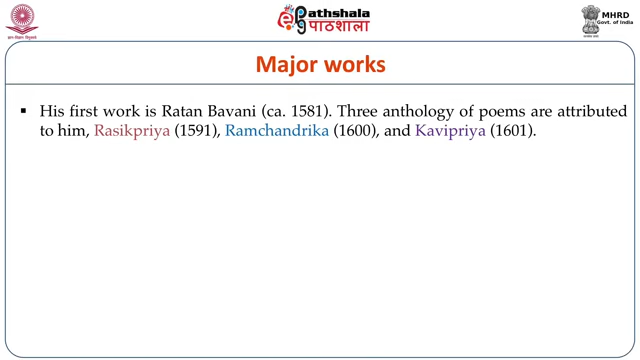 Pathshala
पाठशाला
MHRD
Govt. of India
Major works
▪ His first work is Ratan Bavani (ca. 1581). Three anthology of poems are attributed
to him, Rasikpriya (1591), Ramchandrika (1600), and Kavipriya (1601).